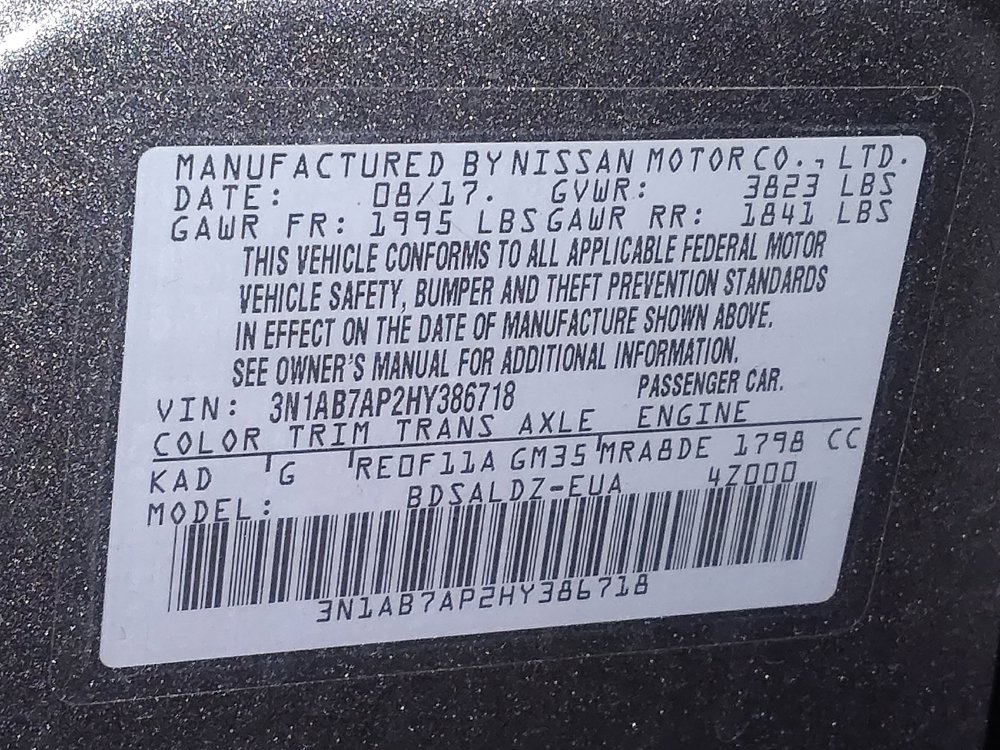 MANUFACTURED BY NISSAN MOTOR CO., LTD.
DATE: 08/17. GVWR: 3823 LBS
GAWR FR: 1995 LBS GAWR RR: 1841 LBS
THIS VEHICLE CONFORMS TO ALL APPLICABLE FEDERAL MOTOR
VEHICLE SAFETY, BUMPER AND THEFT PREVENTION STANDARDS
IN EFFECT ON THE DATE OF MANUFACTURE SHOWN ABOVE.
SEE OWNER'S MANUAL FOR ADDITIONAL INFORMATION.
VIN: 3N1AB7AP2HY386718 PASSENGER CAR.
COLOR TRIM TRANS AXLE ENGINE
KAD G RE0F11A GM35 MRA8DE 1798 CC
MODEL: BDSALDZ-EUA 4Z000
3N1AB7AP2HY386718